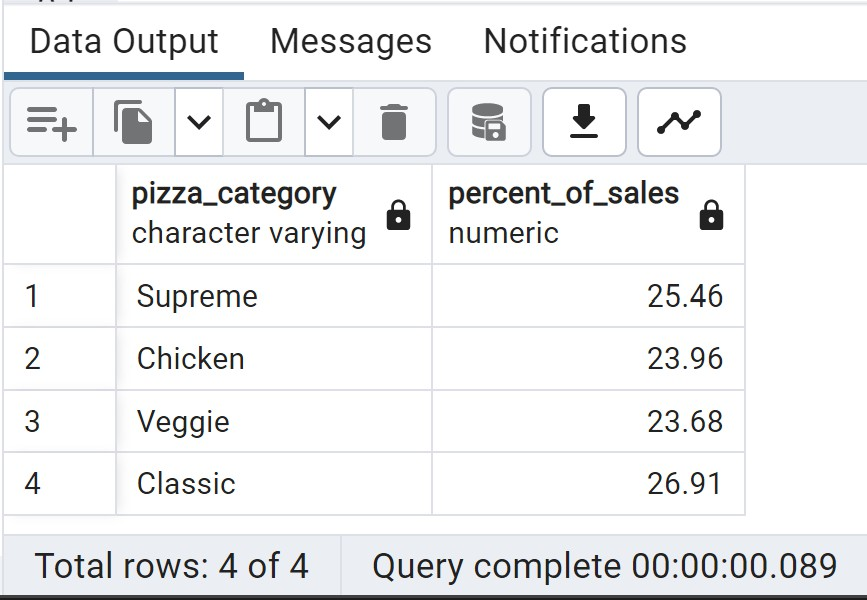 Data Output Messages Notifications
pizza_category percent_of_sales
character varying numeric
1 Supreme 25.46
2 Chicken 23.96
3 Veggie 23.68
4 Classic 26.91
Total rows: 4 of 4 Query complete 00:00:00.089